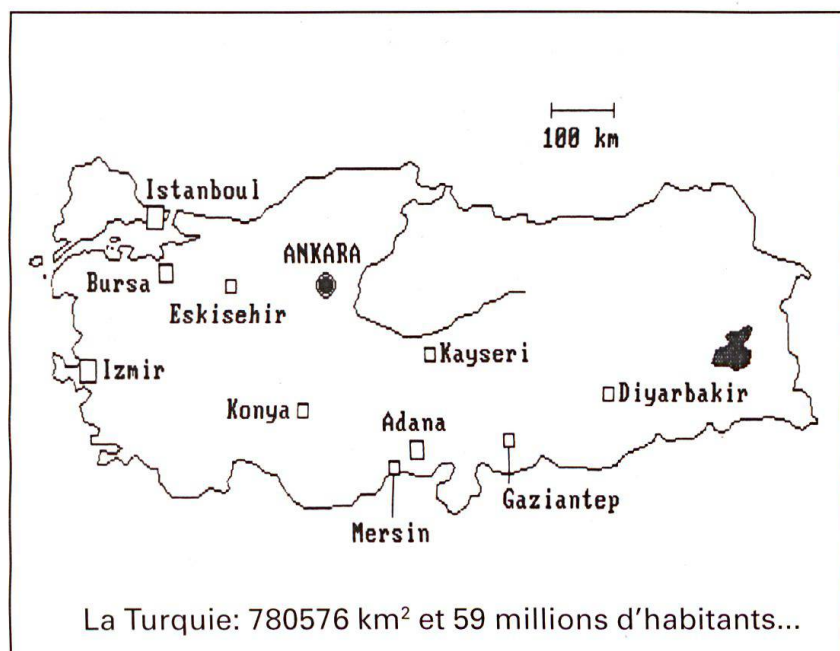 100 km
Istanboul
ANKARA
Bursa
Eskisehir
Kayseri
Izmir
Diyarbakir
Konya
Adana
Gaziantep
Mersin
La Turquie: 780576 km² et 59 millions d'habitants...